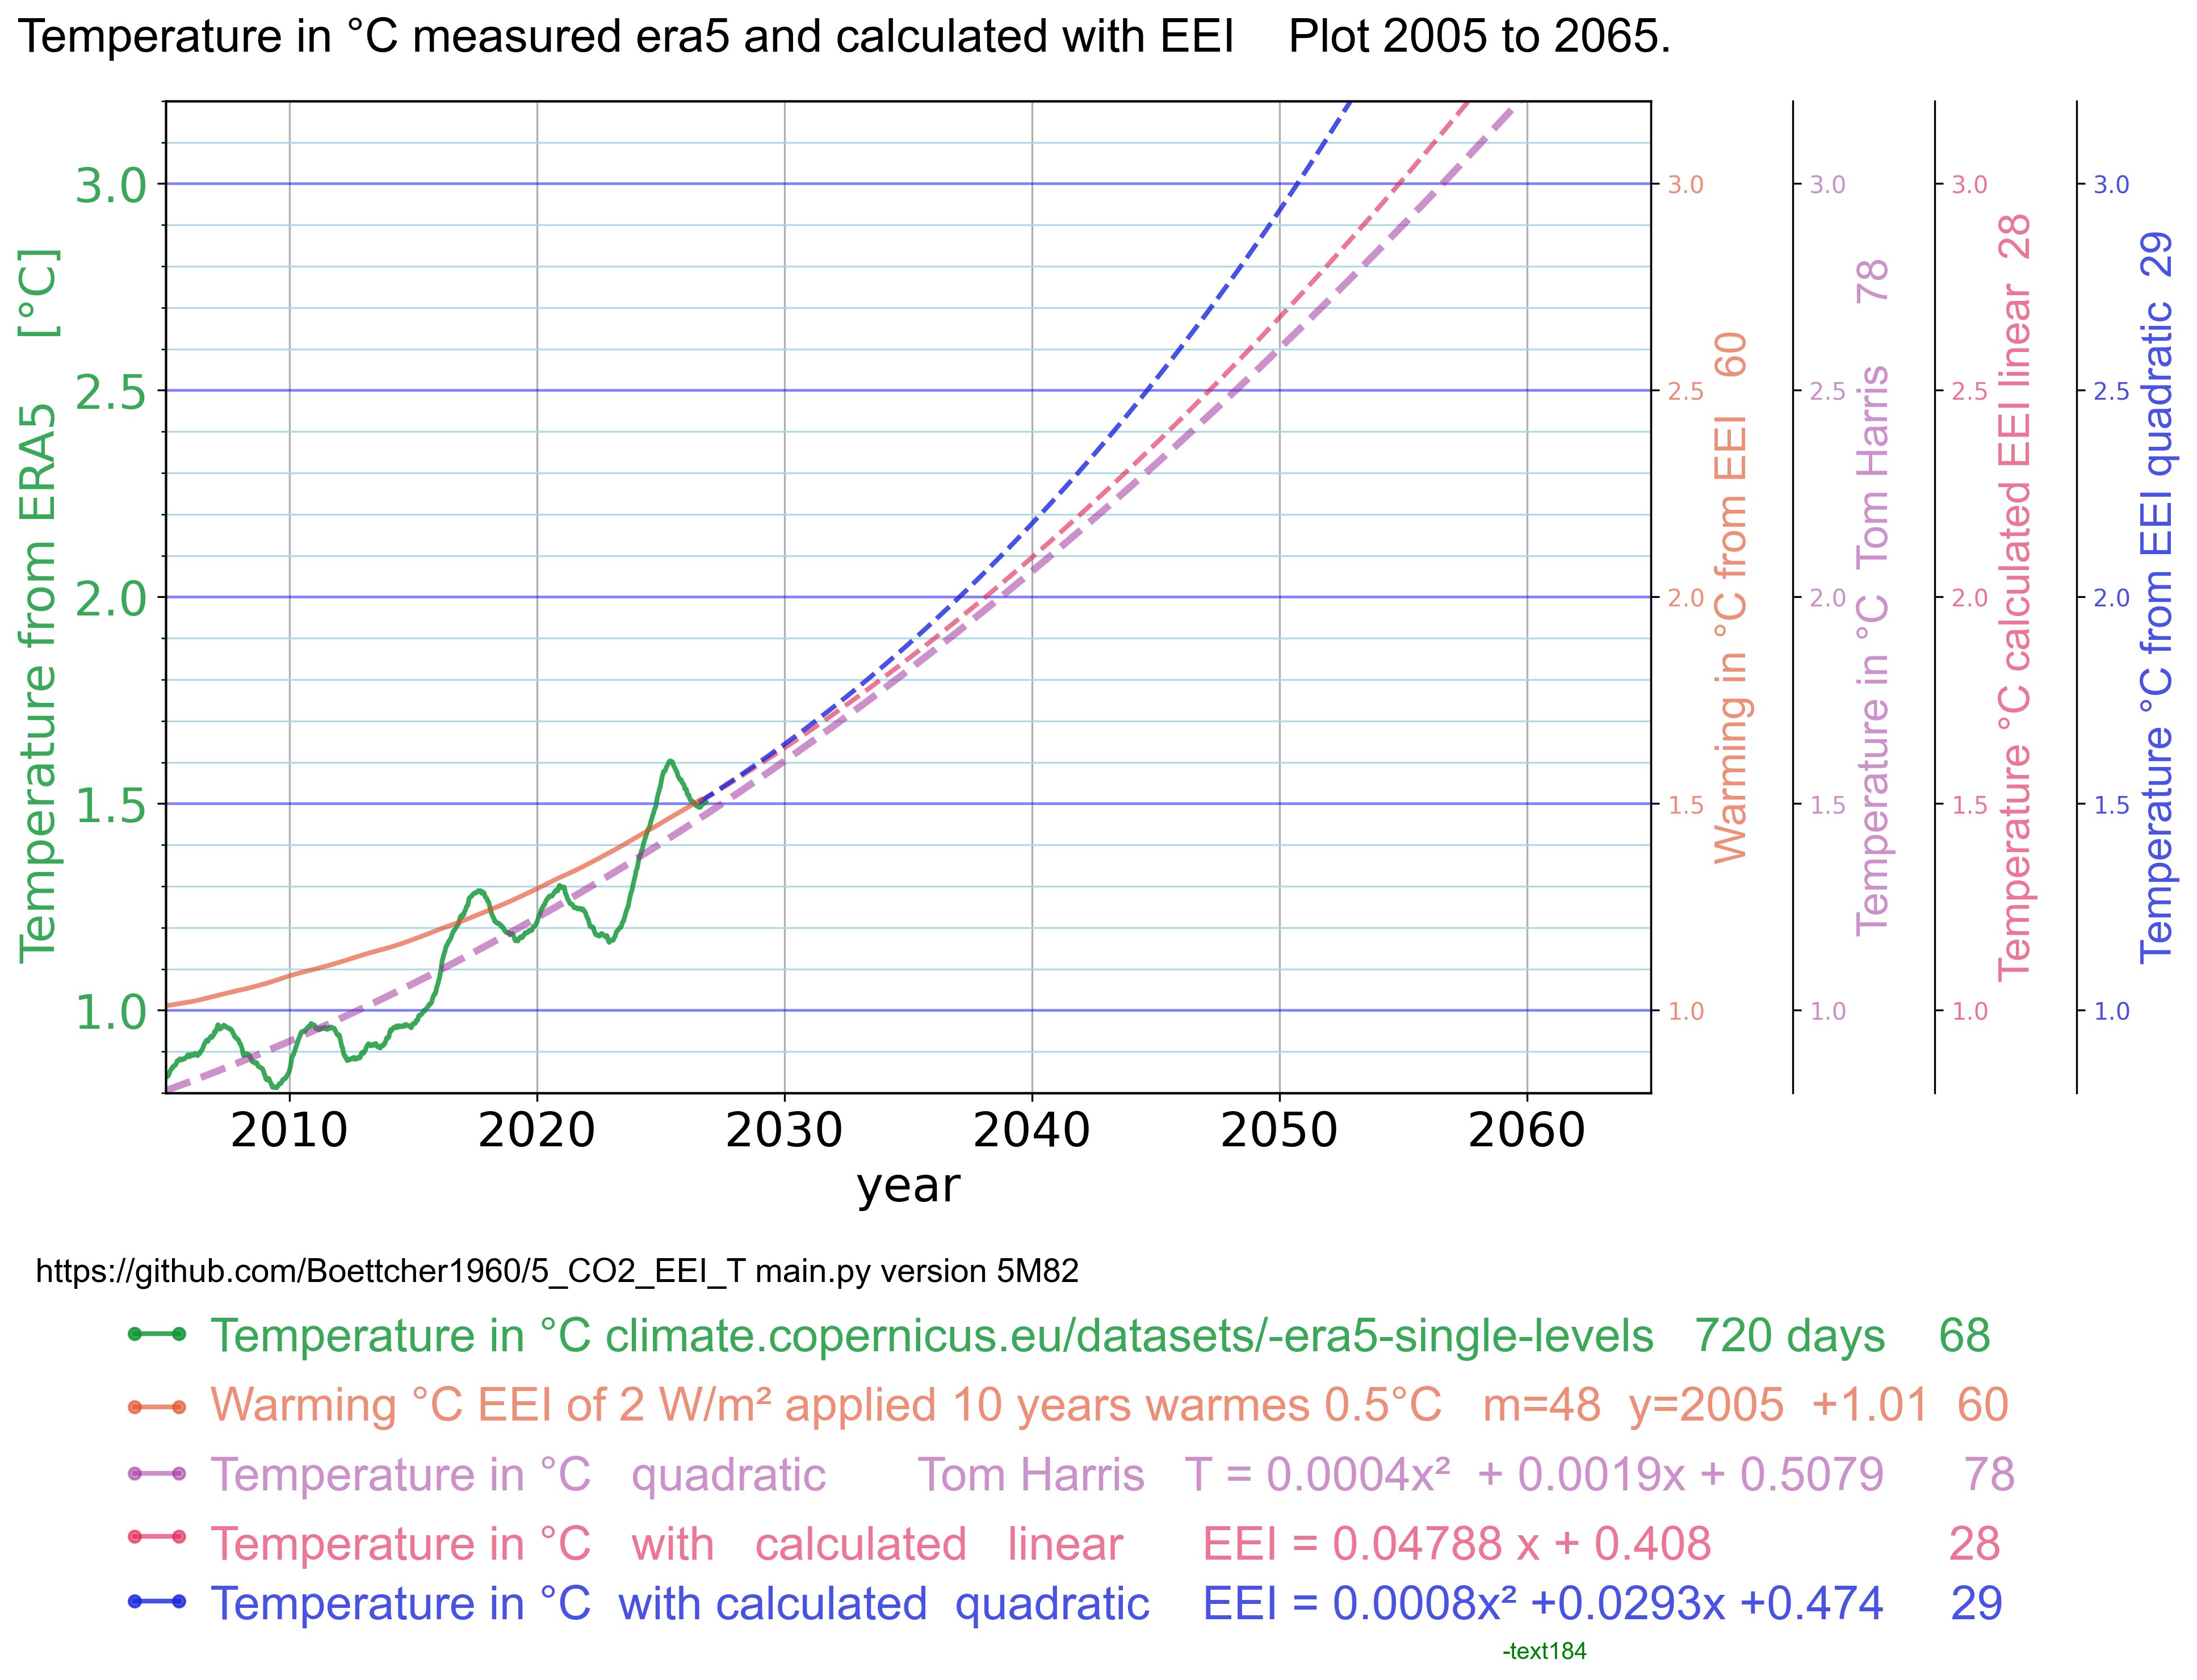 Temperature in °C measured era5 and calculated with EEI    Plot 2005 to 2065.
Temperature from ERA5   [°C]
3.0
2.5
2.0
1.5
1.0
2010
2020
2030
2040
2050
2060
year
3.0
2.5
2.0
1.5
1.0
Warming in °C from EEI   60
3.0
2.5
2.0
1.5
1.0
Temperature in °C  Tom Harris    78
3.0
2.5
2.0
1.5
1.0
Temperature °C calculated EEI linear  28
3.0
2.5
2.0
1.5
1.0
Temperature °C from EEI quadratic  29
https://github.com/Boettcher1960/5_CO2_EEI_T main.py version 5M82
Temperature in °C climate.copernicus.eu/datasets/-era5-single-levels   720 days    68
Warming °C EEI of 2 W/m² applied 10 years warmes 0.5°C   m=48  y=2005  +1.01  60
Temperature in °C   quadratic       Tom Harris   T = 0.0004x²  + 0.0019x + 0.5079      78
Temperature in °C   with   calculated   linear      EEI = 0.04788 x + 0.408                  28
Temperature in °C  with calculated  quadratic    EEI = 0.0008x² +0.0293x +0.474     29
-text184